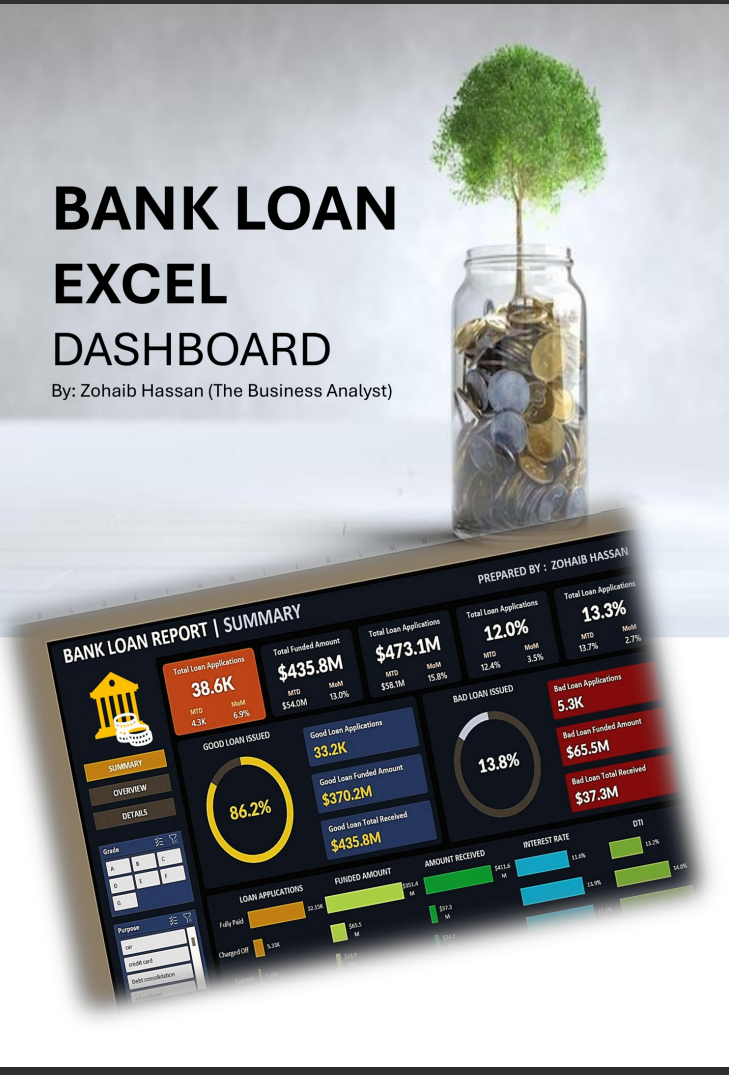 BANK LOAN
EXCEL
DASHBOARD
By: Zohaib Hassan (The Business Analyst)
BANK LOAN REPORT | SUMMARY
PREPARED BY : ZOHAIB HASSAN
Total Loan Applications
38.6K
MTD MoM
4.3K 6.9%
Total Funded Amount
$435.8M
MTD MoM
$54.0M 13.0%
Total Loan Applications
$473.1M
MTD MoM
$58.1M 15.8%
Total Loan Applications
12.0%
MTD MoM
12.4% 3.5%
Total Loan Applications
13.3%
MTD MoM
13.7% 2.7%
SUMMARY
OVERVIEW
DETAILS
GOOD LOAN ISSUED
86.2%
Good Loan Applications
33.2K
Good Loan Funded Amount
$370.2M
Good Loan Total Received
$435.8M
BAD LOAN ISSUED
13.8%
Bad Loan Applications
5.3K
Bad Loan Funded Amount
$65.5M
Bad Loan Total Received
$37.3M
Grade
A B C
D E F
G
Purpose
car
credit card
Debt consolidation
LOAN APPLICATIONS
FUNDED AMOUNT
AMOUNT RECEIVED
INTEREST RATE
DTI
Fully Paid
32.15K
$351.4
M
$411.6
M
11.6%
13.2%
Charged Off
5.33K
$65.5
M
$37.3
M
13.9%
14.0%